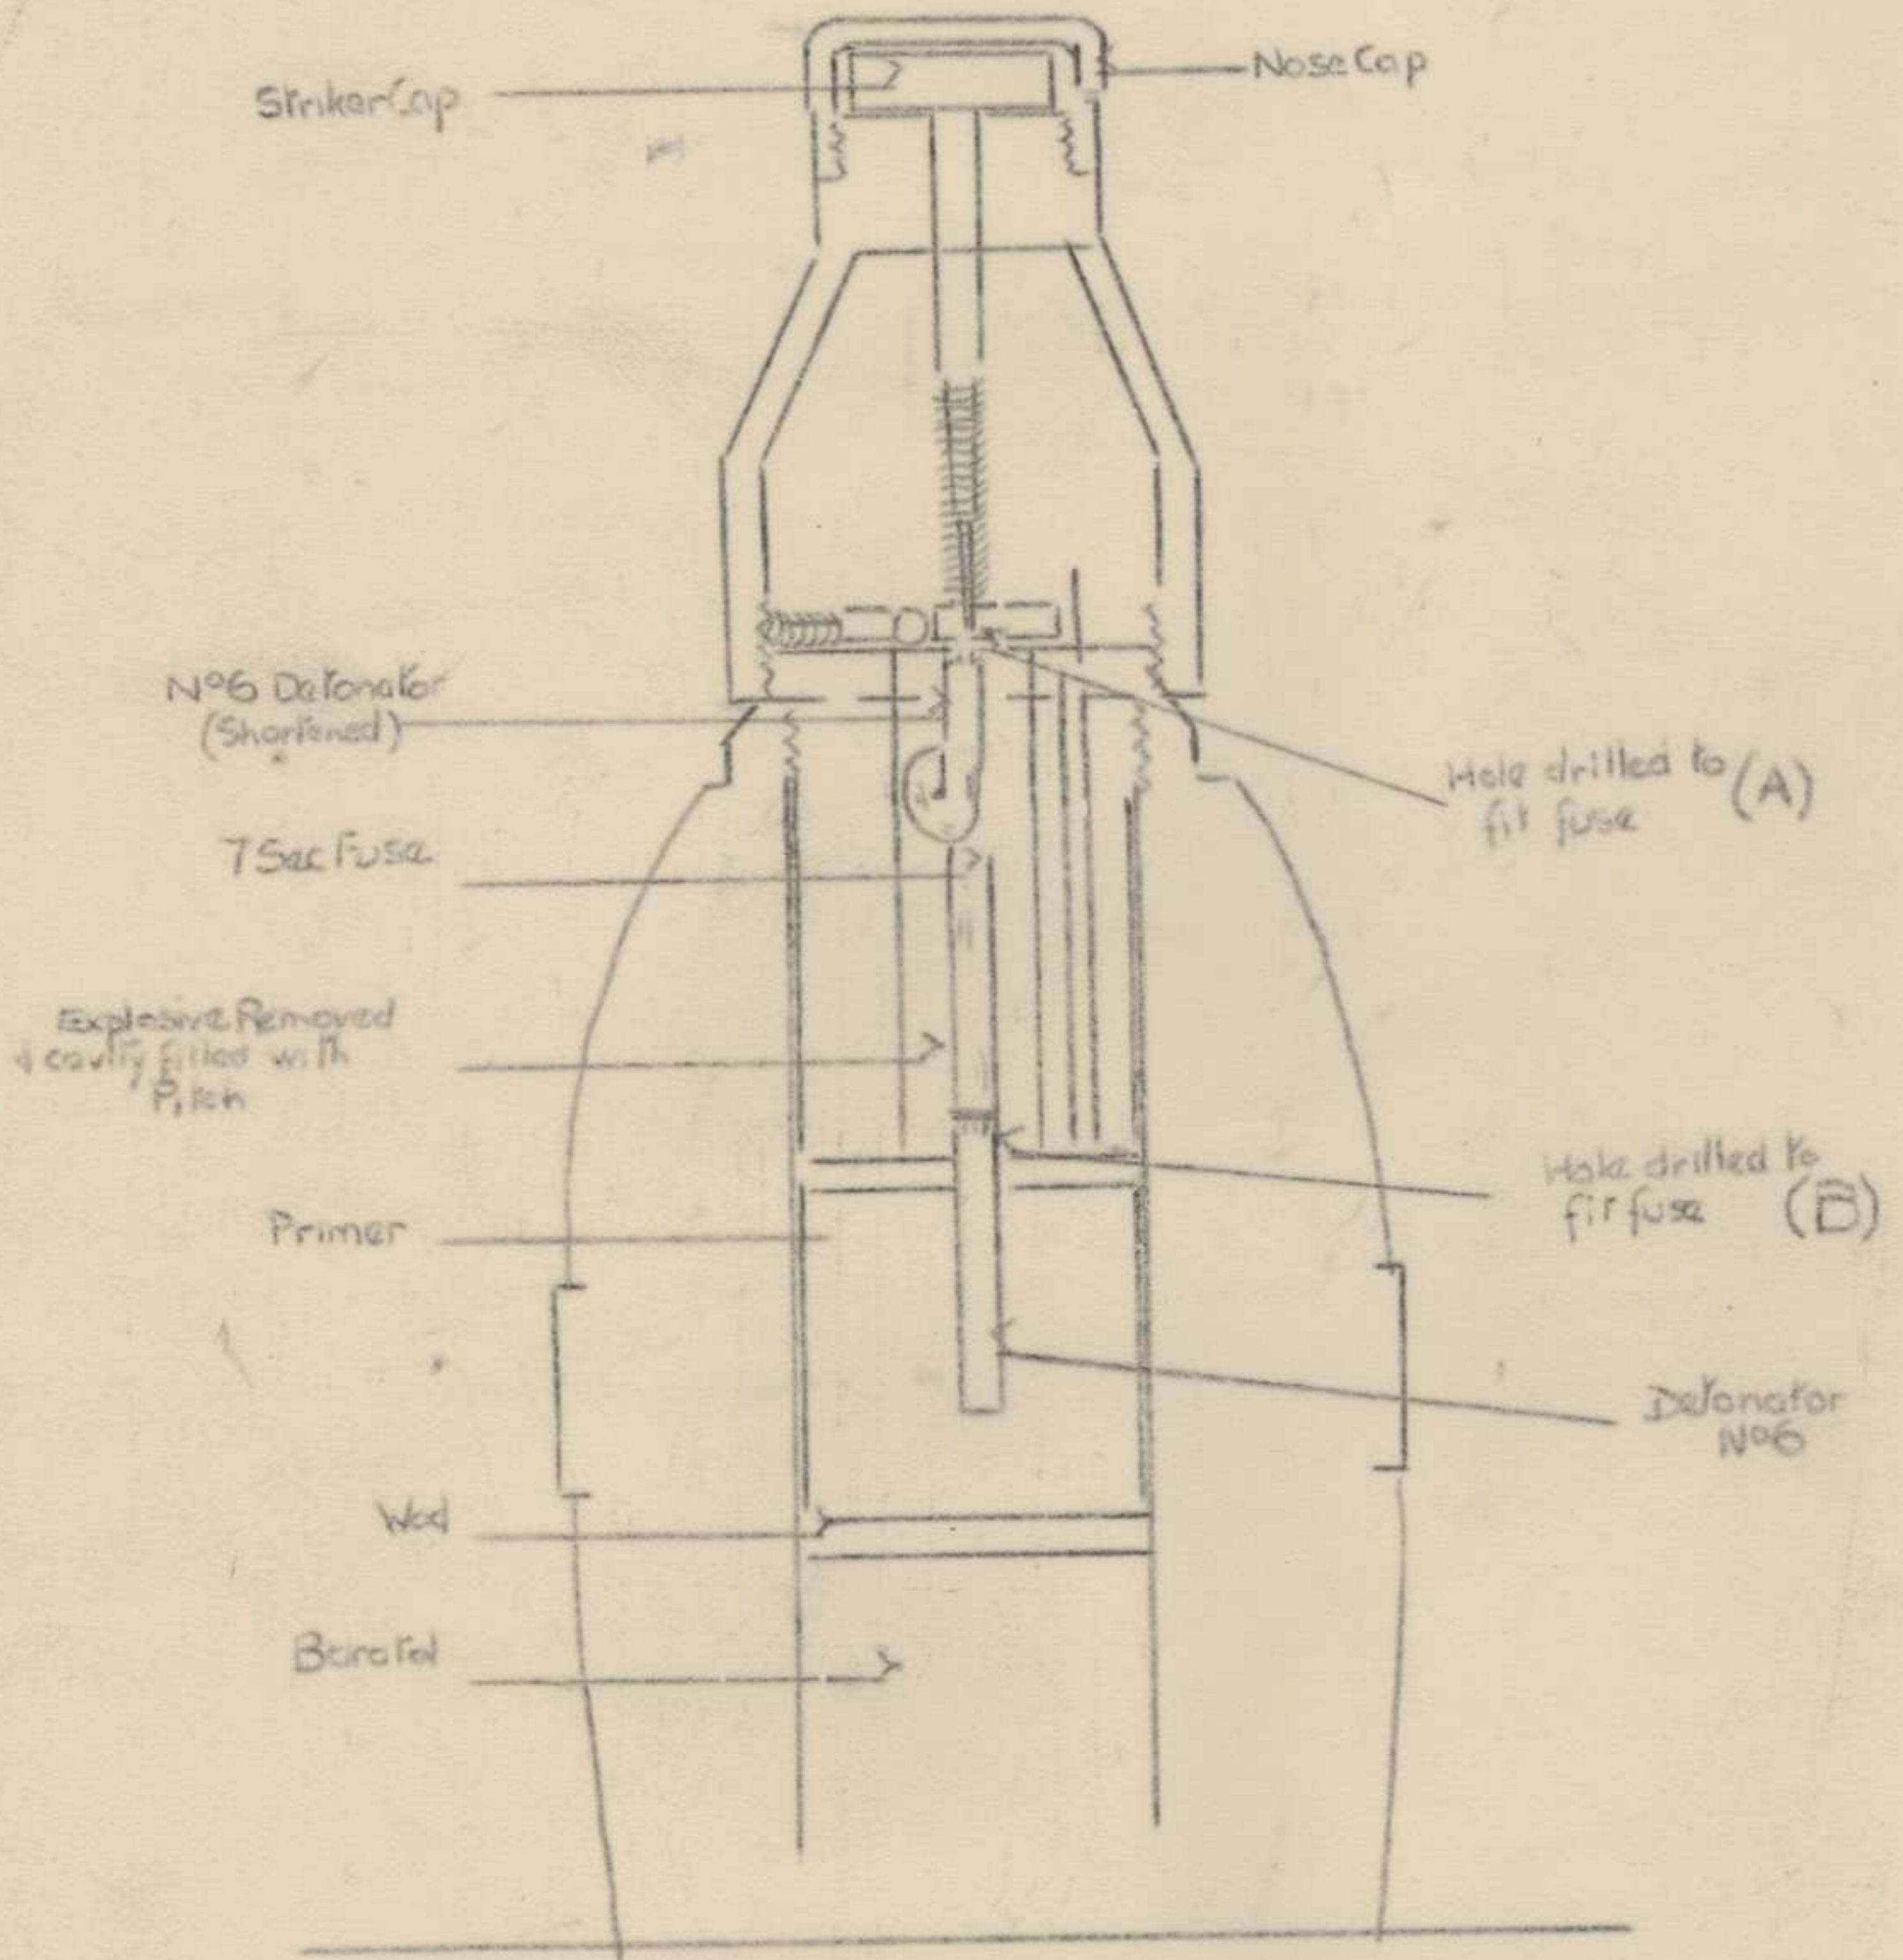 Striker Cap
Nose Cap
Nº6 Detonator
(Shortened)
Hole drilled to (A)
fit fuse
7 Sec Fuse
Explosive Removed
& cavity filled with
Pitch
Hole drilled to
fit fuse (B)
Primer
Detonator
Nº6
Wad
Baratol